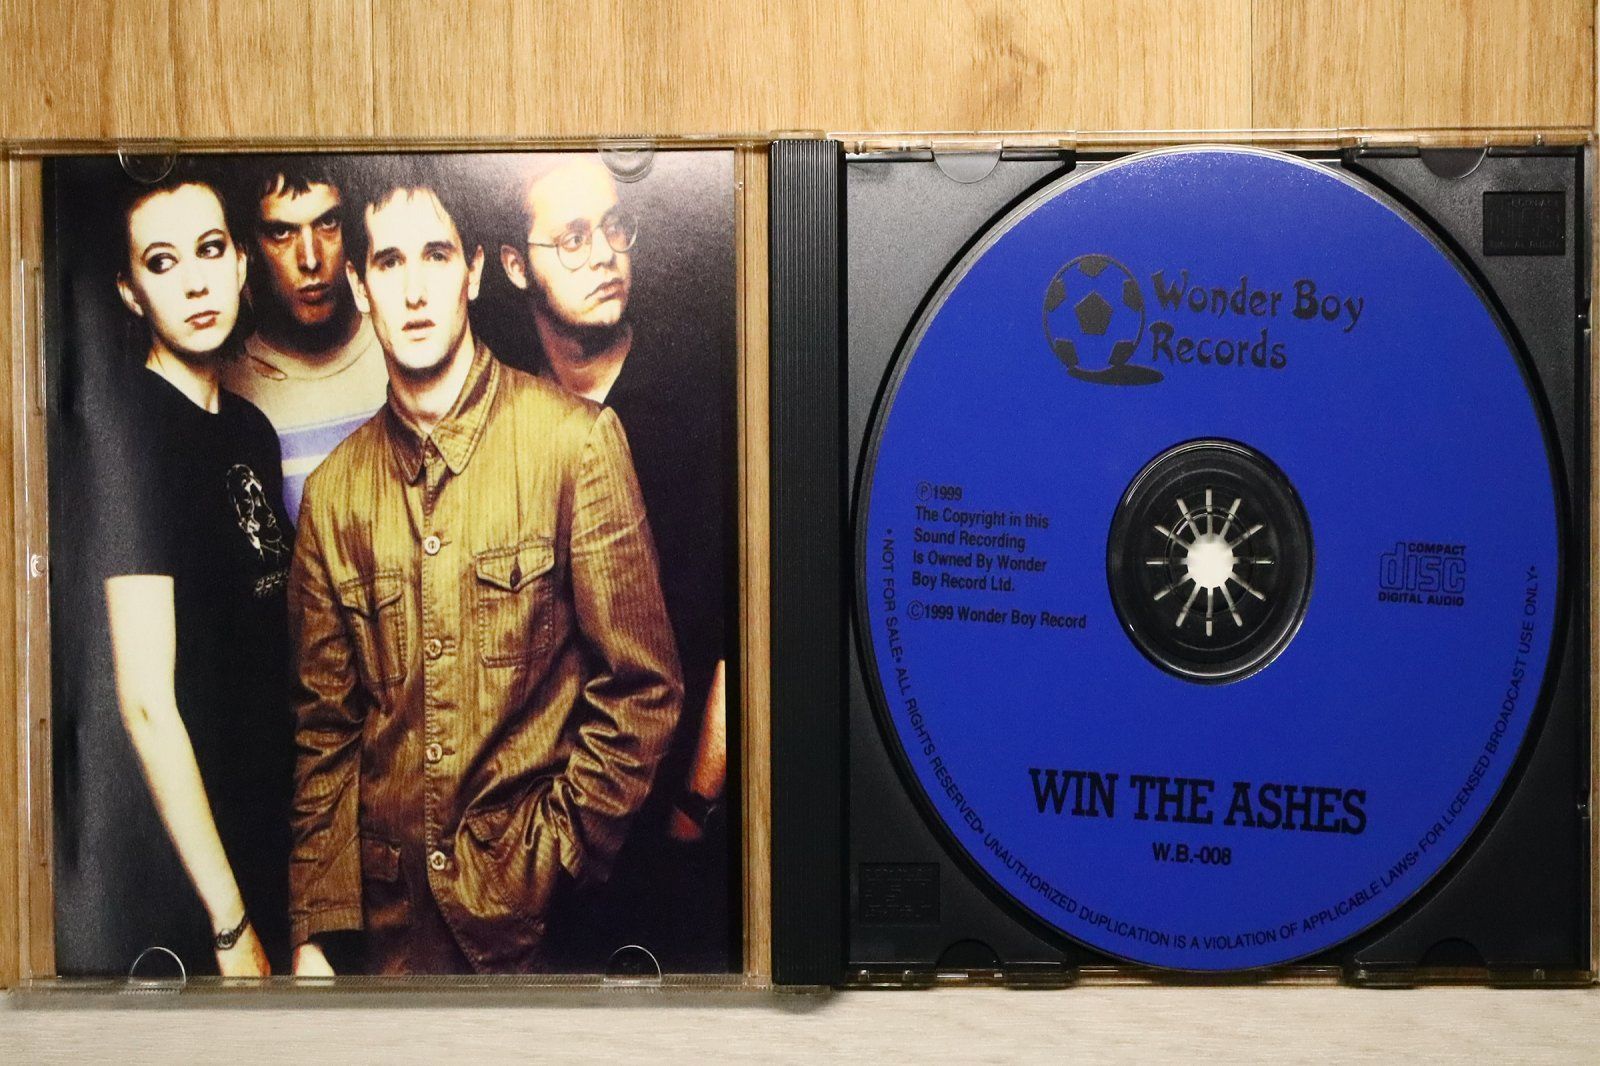 Wonder Boy
Records
Ⓟ1999
The Copyright in this
Sound Recording
Is Owned By Wonder
Boy Record Ltd.
©1999 Wonder Boy Record
COMPACT
disc
DIGITAL AUDIO
WIN THE ASHES
W.B.-008
• NOT FOR SALE• ALL RIGHTS RESERVED• UNAUTHORIZED DUPLICATION IS A VIOLATION OF APPLICABLE LAWS• FOR LICENSED BROADCAST USE ONLY•